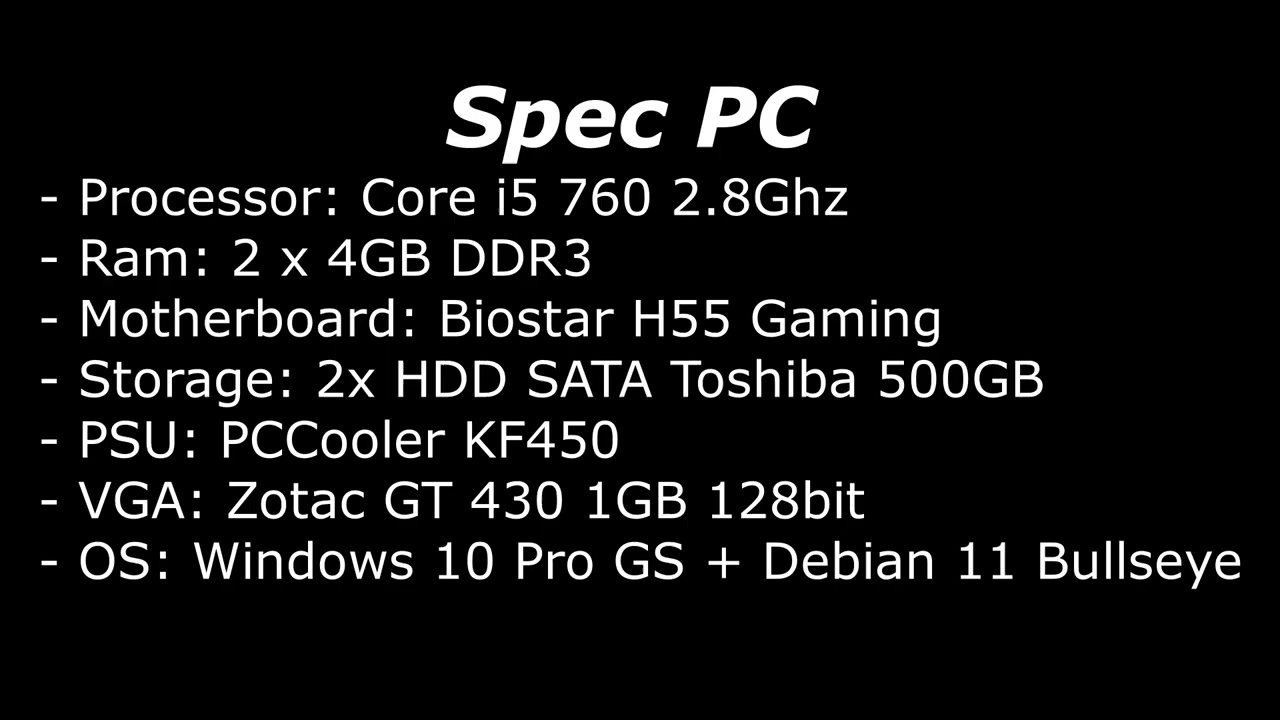 Spec PC
- Processor: Core i5 760 2.8Ghz
- Ram: 2 x 4GB DDR3
- Motherboard: Biostar H55 Gaming
- Storage: 2x HDD SATA Toshiba 500GB
- PSU: PCCooler KF450
- VGA: Zotac GT 430 1GB 128bit
- OS: Windows 10 Pro GS + Debian 11 Bullseye